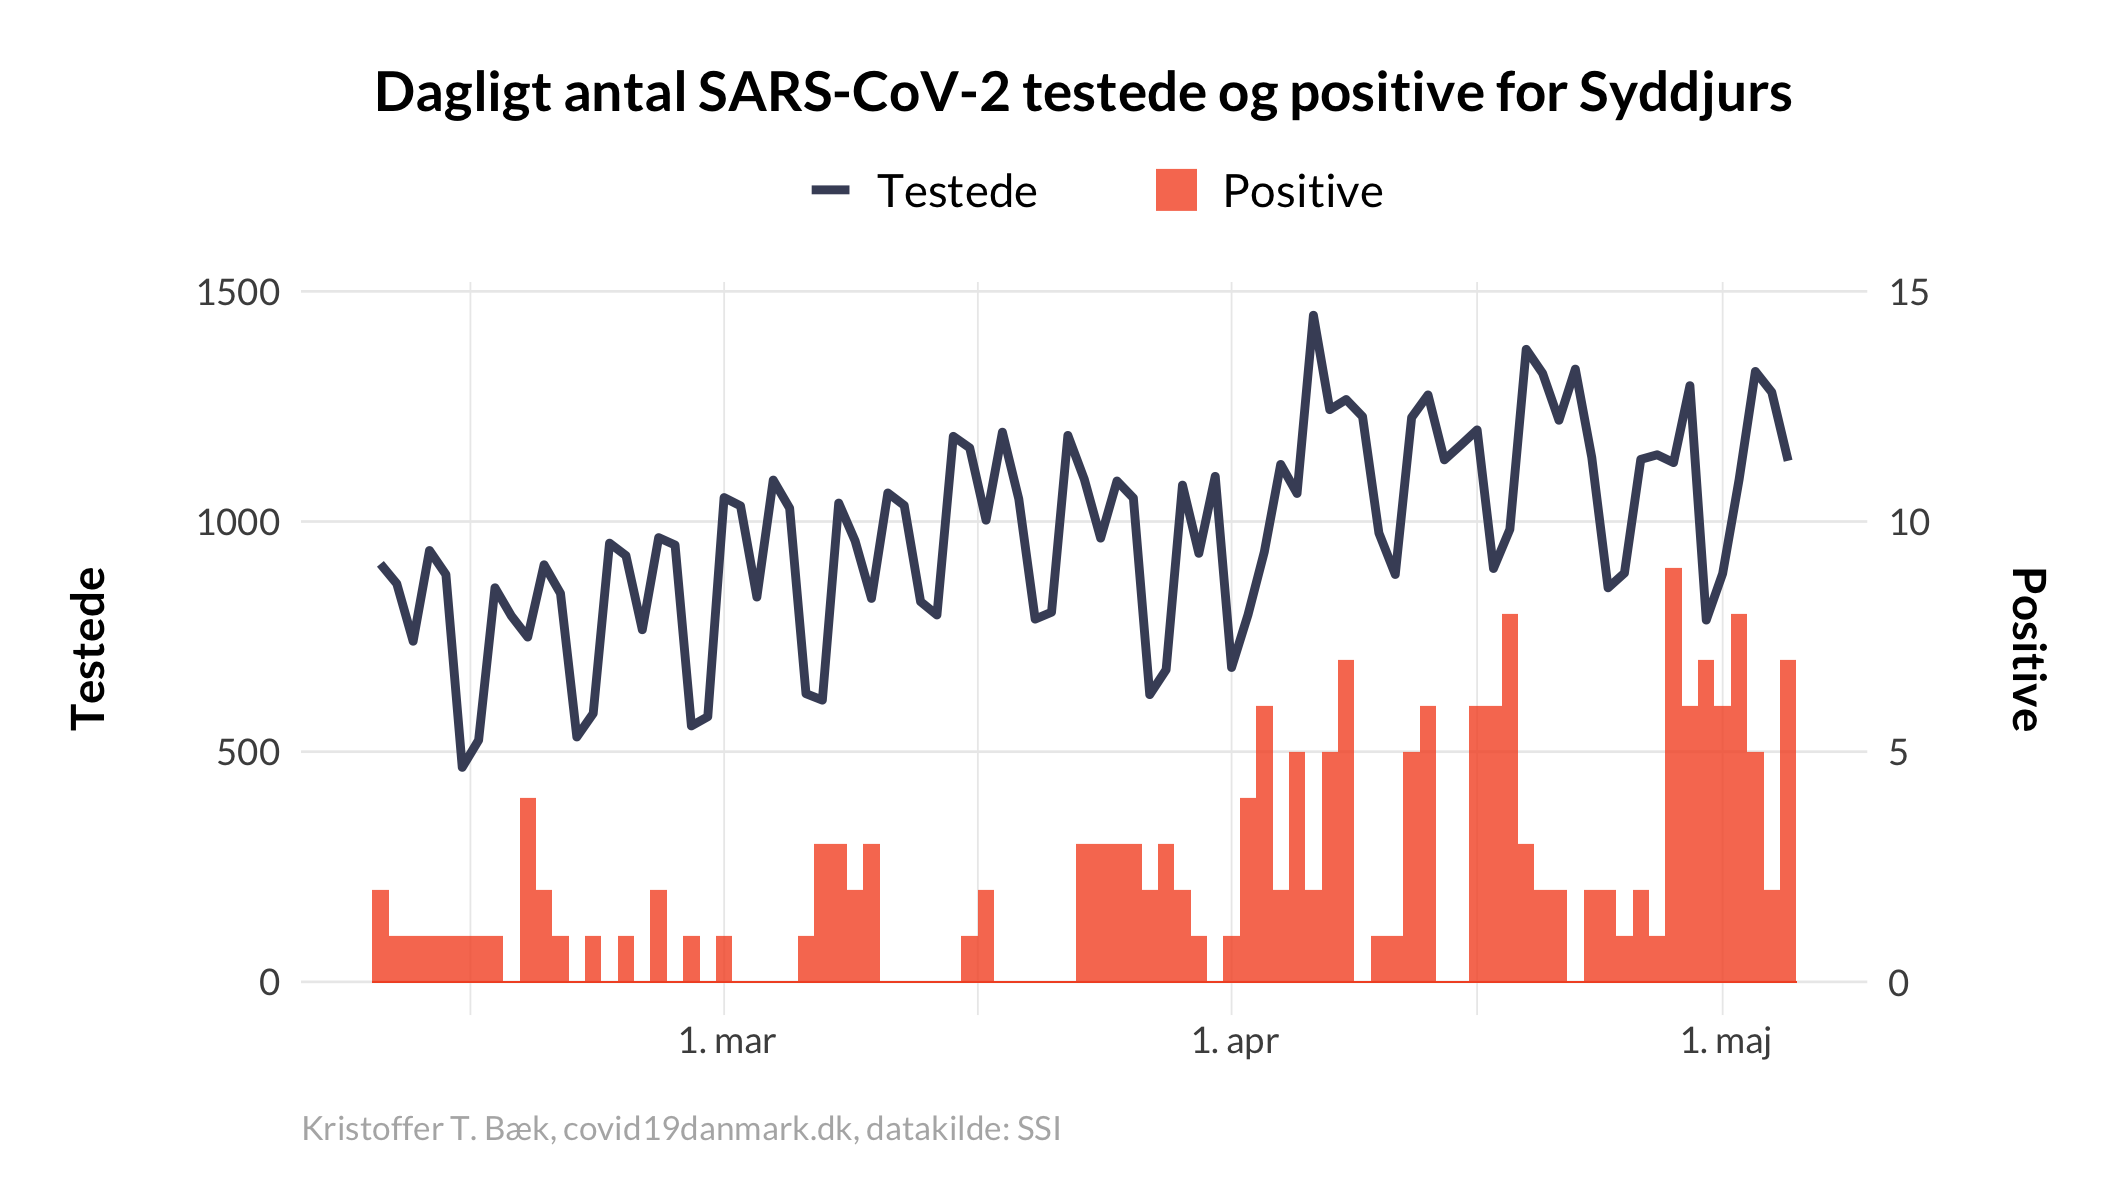 Dagligt antal SARS-CoV-2 testede og positive for Syddjurs
Testede
Positive
1500
1000
500
0
15
10
5
0
Testede
Positive
1. mar
1. apr
1. maj
Kristoffer T. Bæk, covid19danmark.dk, datakilde: SSI